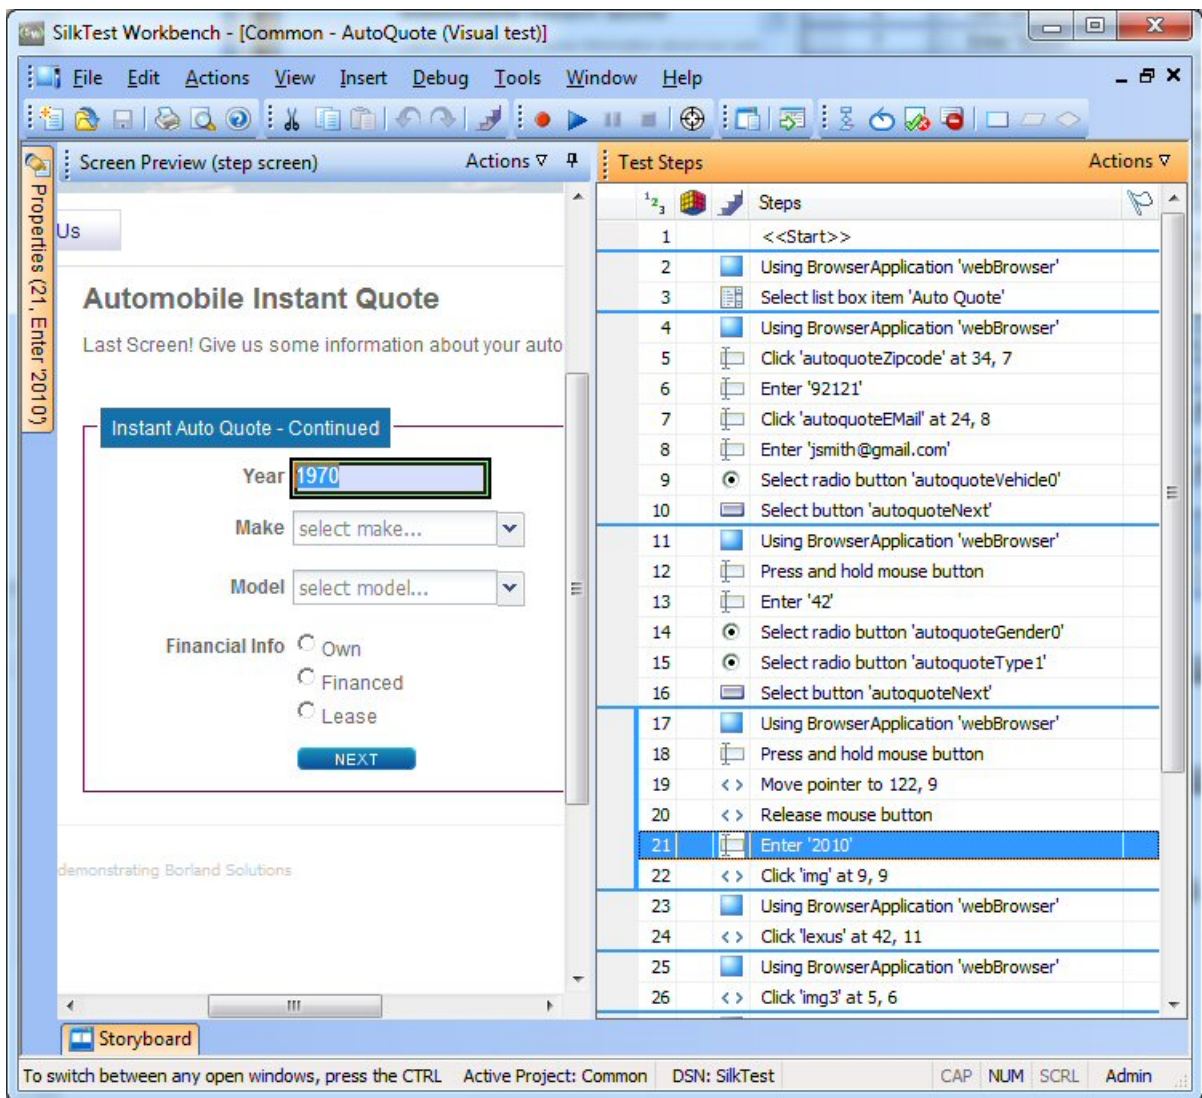 SilkTest Workbench - [Common - AutoQuote (Visual test)]
File Edit Actions View Insert Debug Tools Window Help
Properties (21, Enter '2010')
Screen Preview (step screen) Actions
Us
Automobile Instant Quote
Last Screen! Give us some information about your auto
Instant Auto Quote - Continued
Year 1970
Make select make...
Model select model...
Financial Info Own
Financed
Lease
NEXT
demonstrating Borland Solutions
Storyboard
Test Steps Actions
Steps
1 <<Start>>
2 Using BrowserApplication 'webBrowser'
3 Select list box item 'Auto Quote'
4 Using BrowserApplication 'webBrowser'
5 Click 'autoquoteZipcode' at 34, 7
6 Enter '92121'
7 Click 'autoquoteEMail' at 24, 8
8 Enter 'jsmith@gmail.com'
9 Select radio button 'autoquoteVehicle0'
10 Select button 'autoquoteNext'
11 Using BrowserApplication 'webBrowser'
12 Press and hold mouse button
13 Enter '42'
14 Select radio button 'autoquoteGender0'
15 Select radio button 'autoquoteType1'
16 Select button 'autoquoteNext'
17 Using BrowserApplication 'webBrowser'
18 Press and hold mouse button
19 Move pointer to 122, 9
20 Release mouse button
21 Enter '2010'
22 Click 'img' at 9, 9
23 Using BrowserApplication 'webBrowser'
24 Click 'lexus' at 42, 11
25 Using BrowserApplication 'webBrowser'
26 Click 'img3' at 5, 6
To switch between any open windows, press the CTRL Active Project: Common DSN: SilkTest CAP NUM SCRL Admin